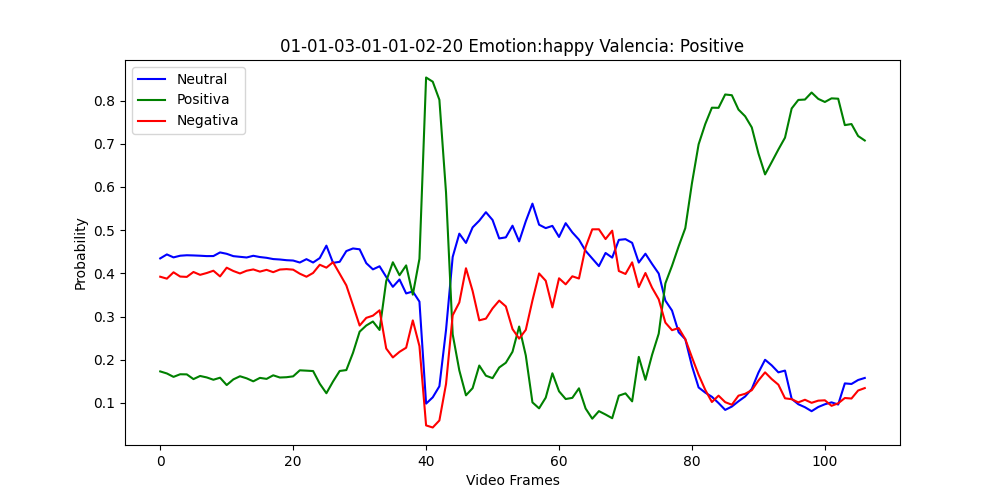 01-01-03-01-01-02-20 Emotion:happy Valencia: Positive
Neutral
Positiva
Negativa
0.8
0.7
0.6
0.5
0.4
0.3
0.2
0.1
Probability
0 20 40 60 80 100
Video Frames